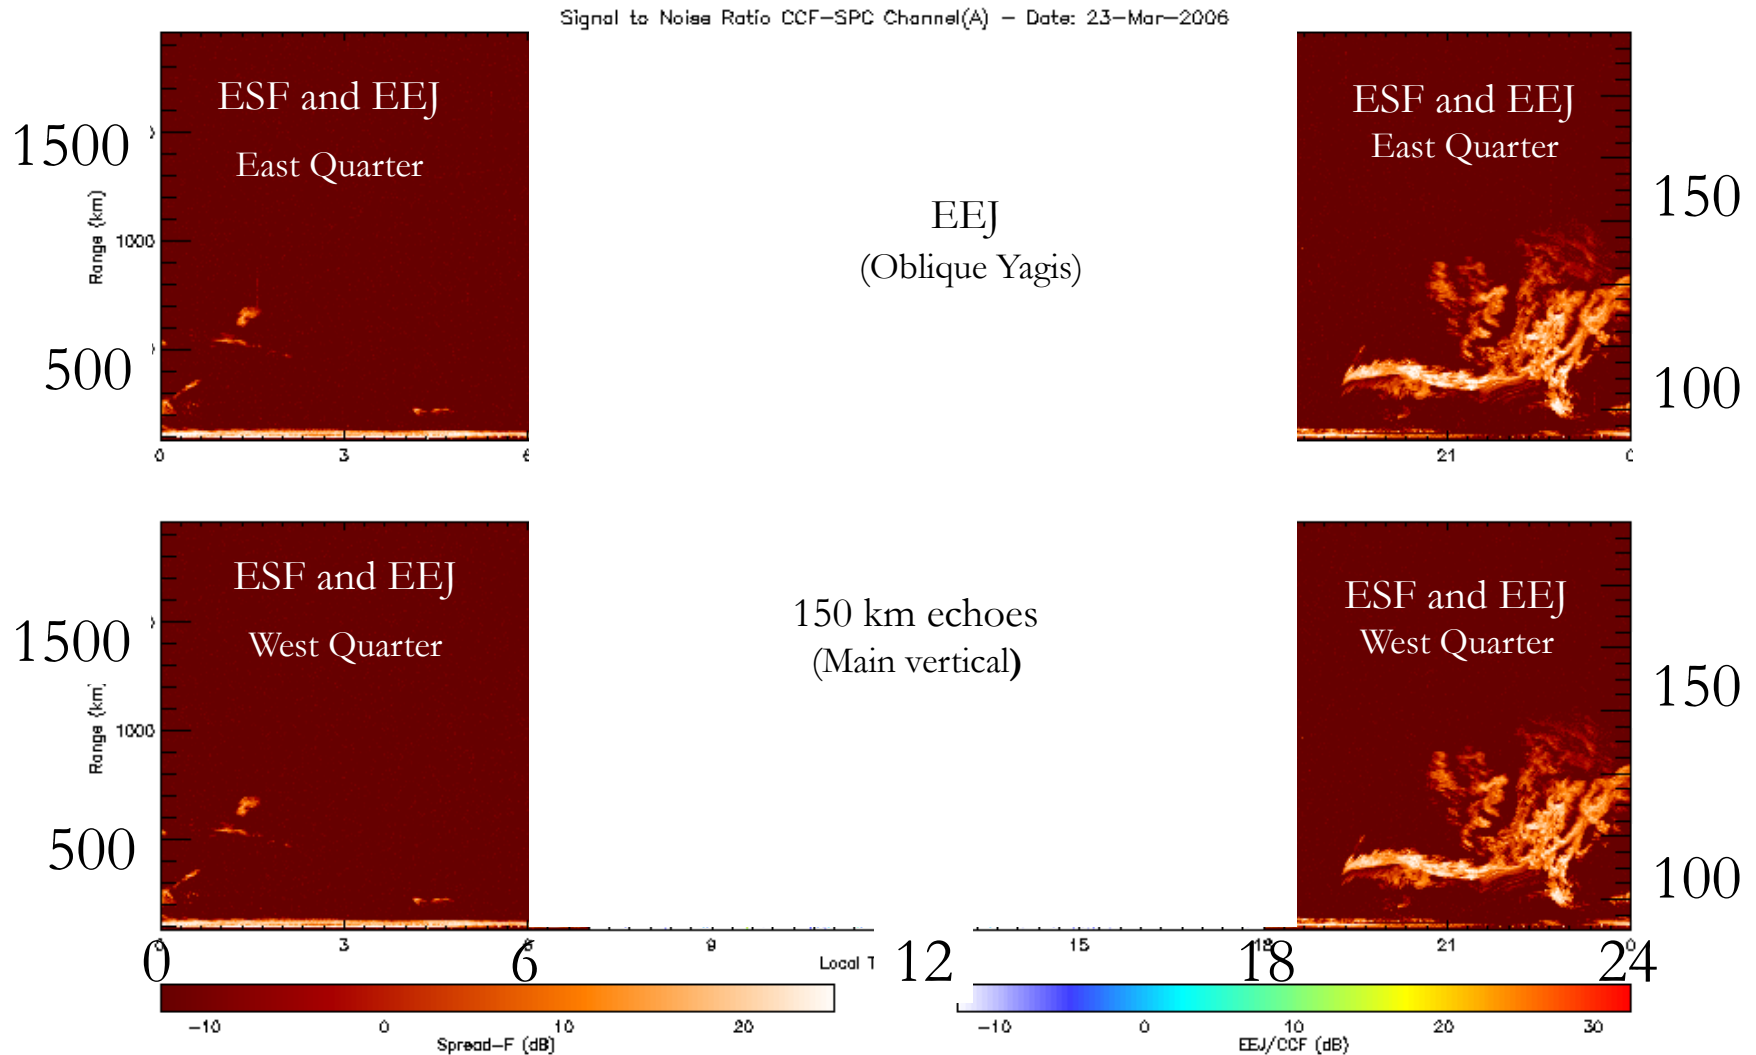 Signal to Noise Ratio CCF-SPC Channel(A) - Date: 23-Mar-2006
ESF and EEJ
East Quarter
1500
Range (km)
1000
500
0 3 6
EEJ
(Oblique Yagis)
ESF and EEJ
East Quarter
150
100
21 0
ESF and EEJ
West Quarter
1500
Range (km)
1000
500
150 km echoes
(Main vertical)
ESF and EEJ
West Quarter
150
100
0 3 6 9 15 18 21 0
0 6 12 18 24
Local T
-10 0 10 20
Spread-F (dB)
-10 0 10 20 30
EEJ/CCF (dB)